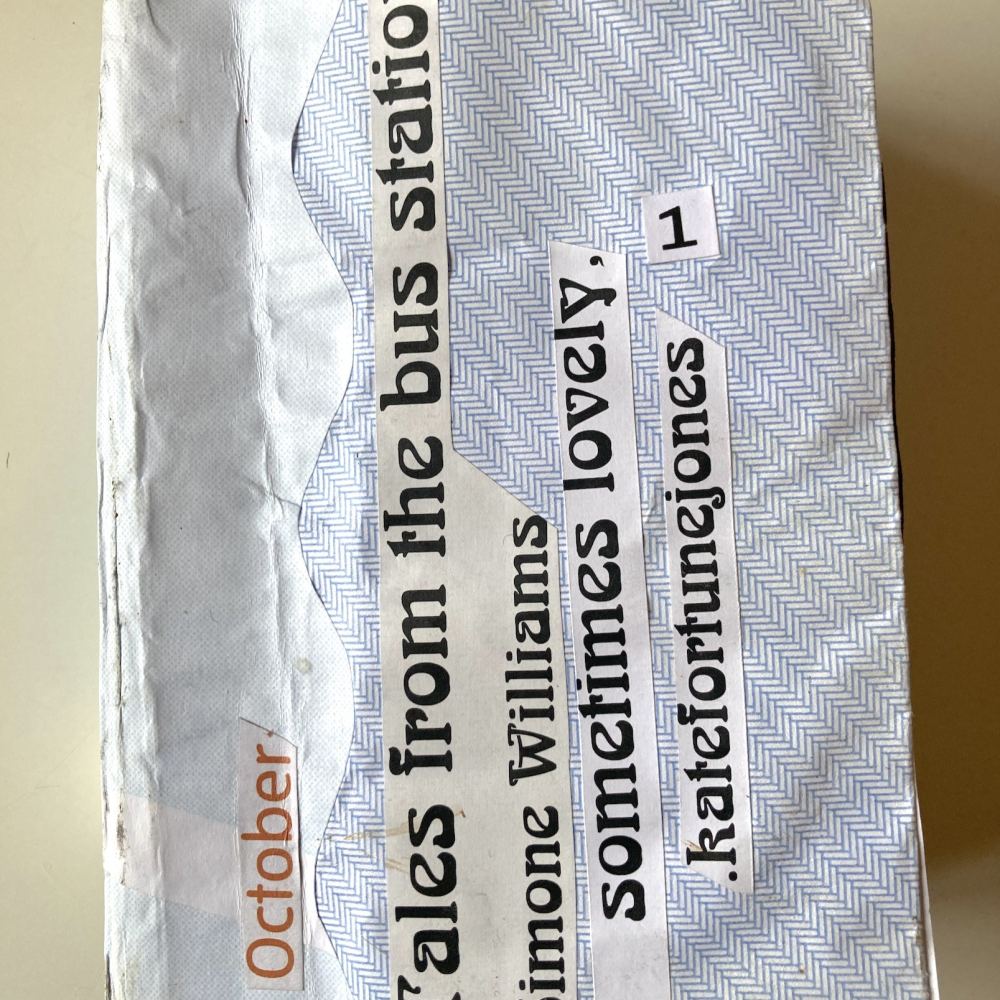 October
Tales from the bus statio
Simone Williams
sometimes lovely,
.katefortunejones 1